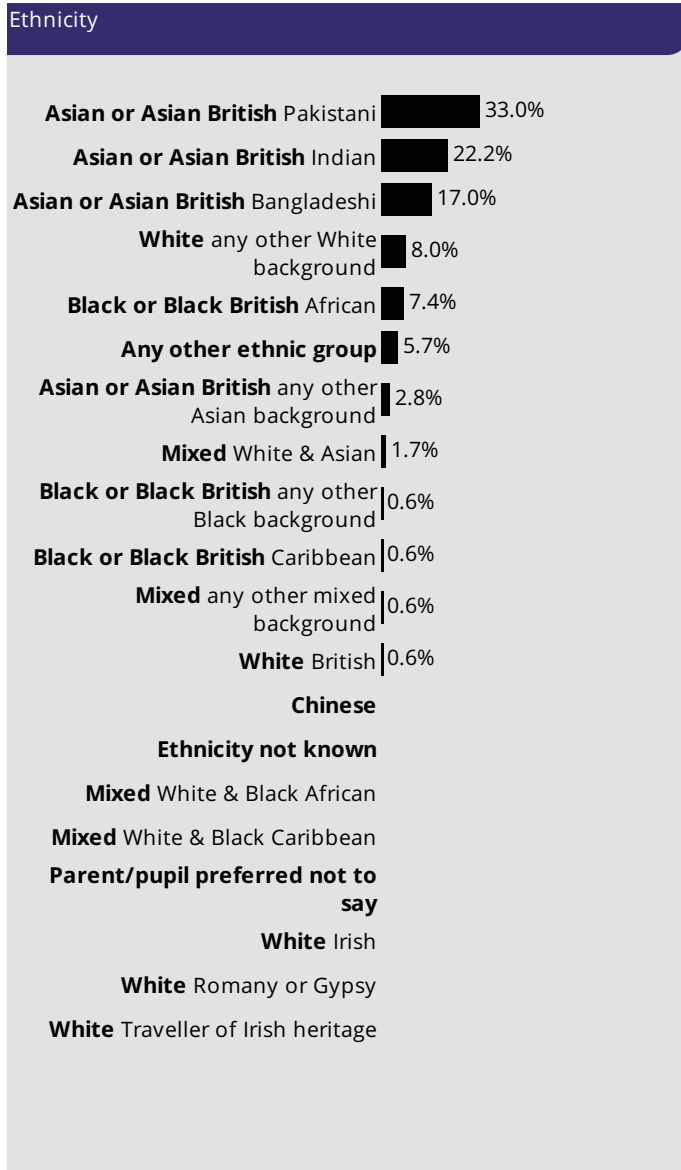 Ethnicity
Asian or Asian British Pakistani 33.0%
Asian or Asian British Indian 22.2%
Asian or Asian British Bangladeshi 17.0%
White any other White
background 8.0%
Black or Black British African 7.4%
Any other ethnic group 5.7%
Asian or Asian British any other
Asian background 2.8%
Mixed White & Asian 1.7%
Black or Black British any other
Black background 0.6%
Black or Black British Caribbean 0.6%
Mixed any other mixed
background 0.6%
White British 0.6%
Chinese
Ethnicity not known
Mixed White & Black African
Mixed White & Black Caribbean
Parent/pupil preferred not to
say
White Irish
White Romany or Gypsy
White Traveller of Irish heritage